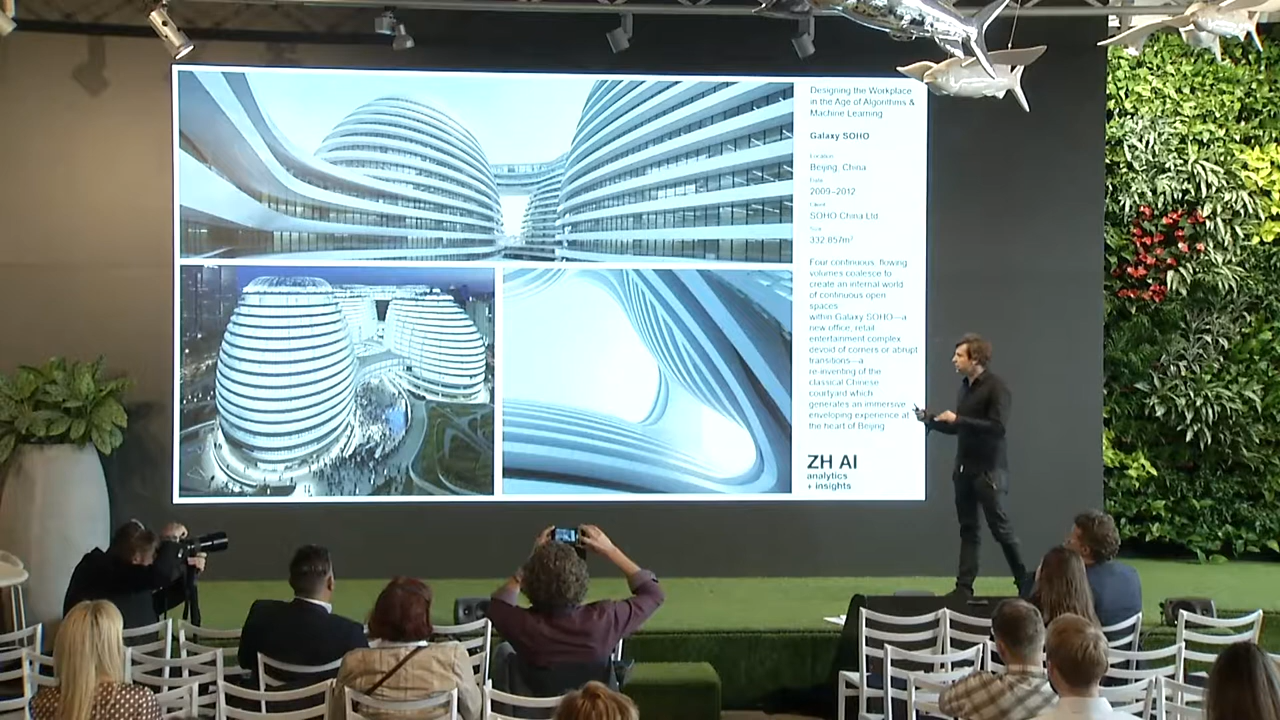 Designing the Workplace
in the Age of Algorithms &
Machine Learning
Galaxy SOHO
Location
Beijing, China
Date
2009–2012
Client
SOHO China Ltd
Size
332,857m²
Four continuous, flowing
volumes coalesce to
create an internal world
of continuous open
spaces
within Galaxy SOHO—a
new office, retail
entertainment complex
devoid of corners or abrupt
transitions—a
re-inventing of the
classical Chinese
courtyard which
generates an immersive
enveloping experience at
the heart of Beijing
ZH AI
analytics
+ insights